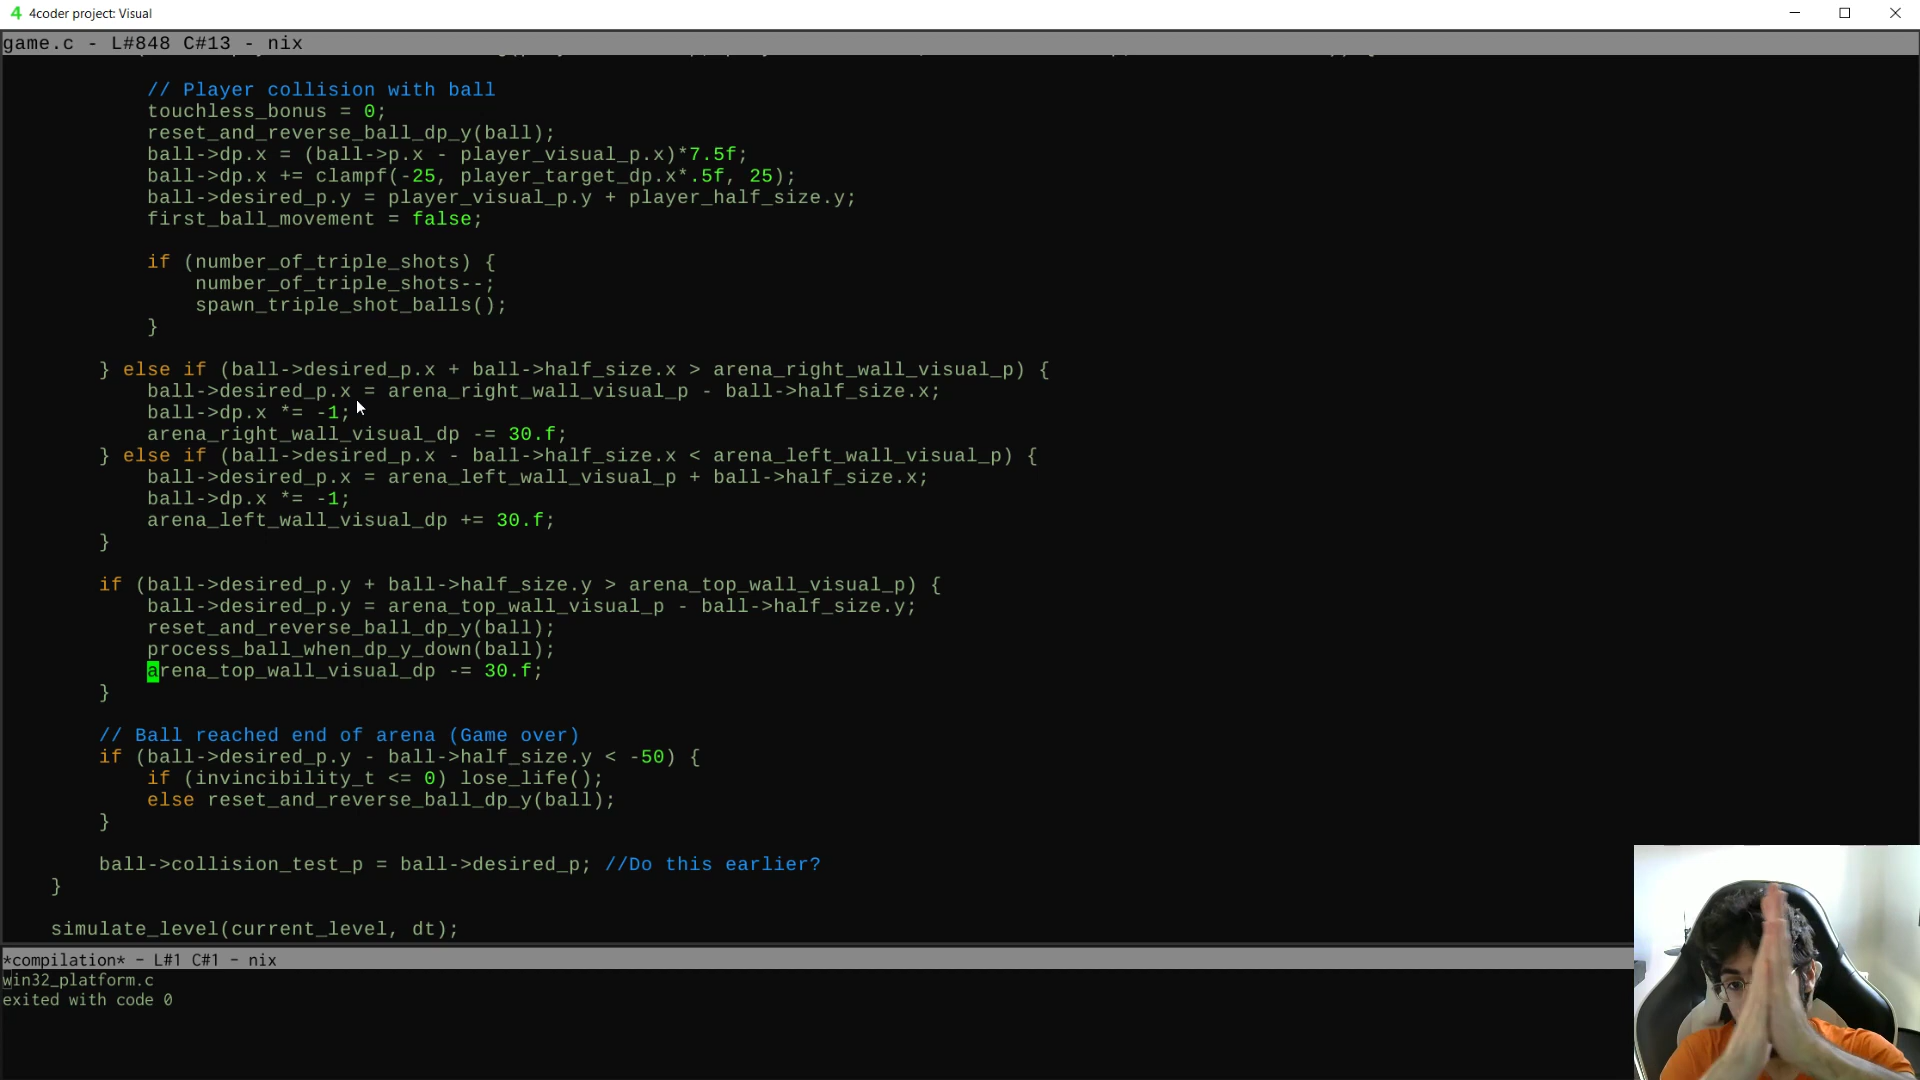 4 4coder project: Visual
game.c - L#848 C#13 - nix
// Player collision with ball
touchless_bonus = 0;
reset_and_reverse_ball_dp_y(ball);
ball->dp.x = (ball->p.x - player_visual_p.x)*7.5f;
ball->dp.x += clampf(-25, player_target_dp.x*.5f, 25);
ball->desired_p.y = player_visual_p.y + player_half_size.y;
first_ball_movement = false;
if (number_of_triple_shots) {
number_of_triple_shots--;
spawn_triple_shot_balls();
}
} else if (ball->desired_p.x + ball->half_size.x > arena_right_wall_visual_p) {
ball->desired_p.x = arena_right_wall_visual_p - ball->half_size.x;
ball->dp.x *= -1;
arena_right_wall_visual_dp -= 30.f;
} else if (ball->desired_p.x - ball->half_size.x < arena_left_wall_visual_p) {
ball->desired_p.x = arena_left_wall_visual_p + ball->half_size.x;
ball->dp.x *= -1;
arena_left_wall_visual_dp += 30.f;
}
if (ball->desired_p.y + ball->half_size.y > arena_top_wall_visual_p) {
ball->desired_p.y = arena_top_wall_visual_p - ball->half_size.y;
reset_and_reverse_ball_dp_y(ball);
process_ball_when_dp_y_down(ball);
arena_top_wall_visual_dp -= 30.f;
}
// Ball reached end of arena (Game over)
if (ball->desired_p.y - ball->half_size.y < -50) {
if (invincibility_t <= 0) lose_life();
else reset_and_reverse_ball_dp_y(ball);
}
ball->collision_test_p = ball->desired_p; //Do this earlier?
}
simulate_level(current_level, dt);
*compilation* - L#1 C#1 - nix
win32_platform.c
exited with code 0